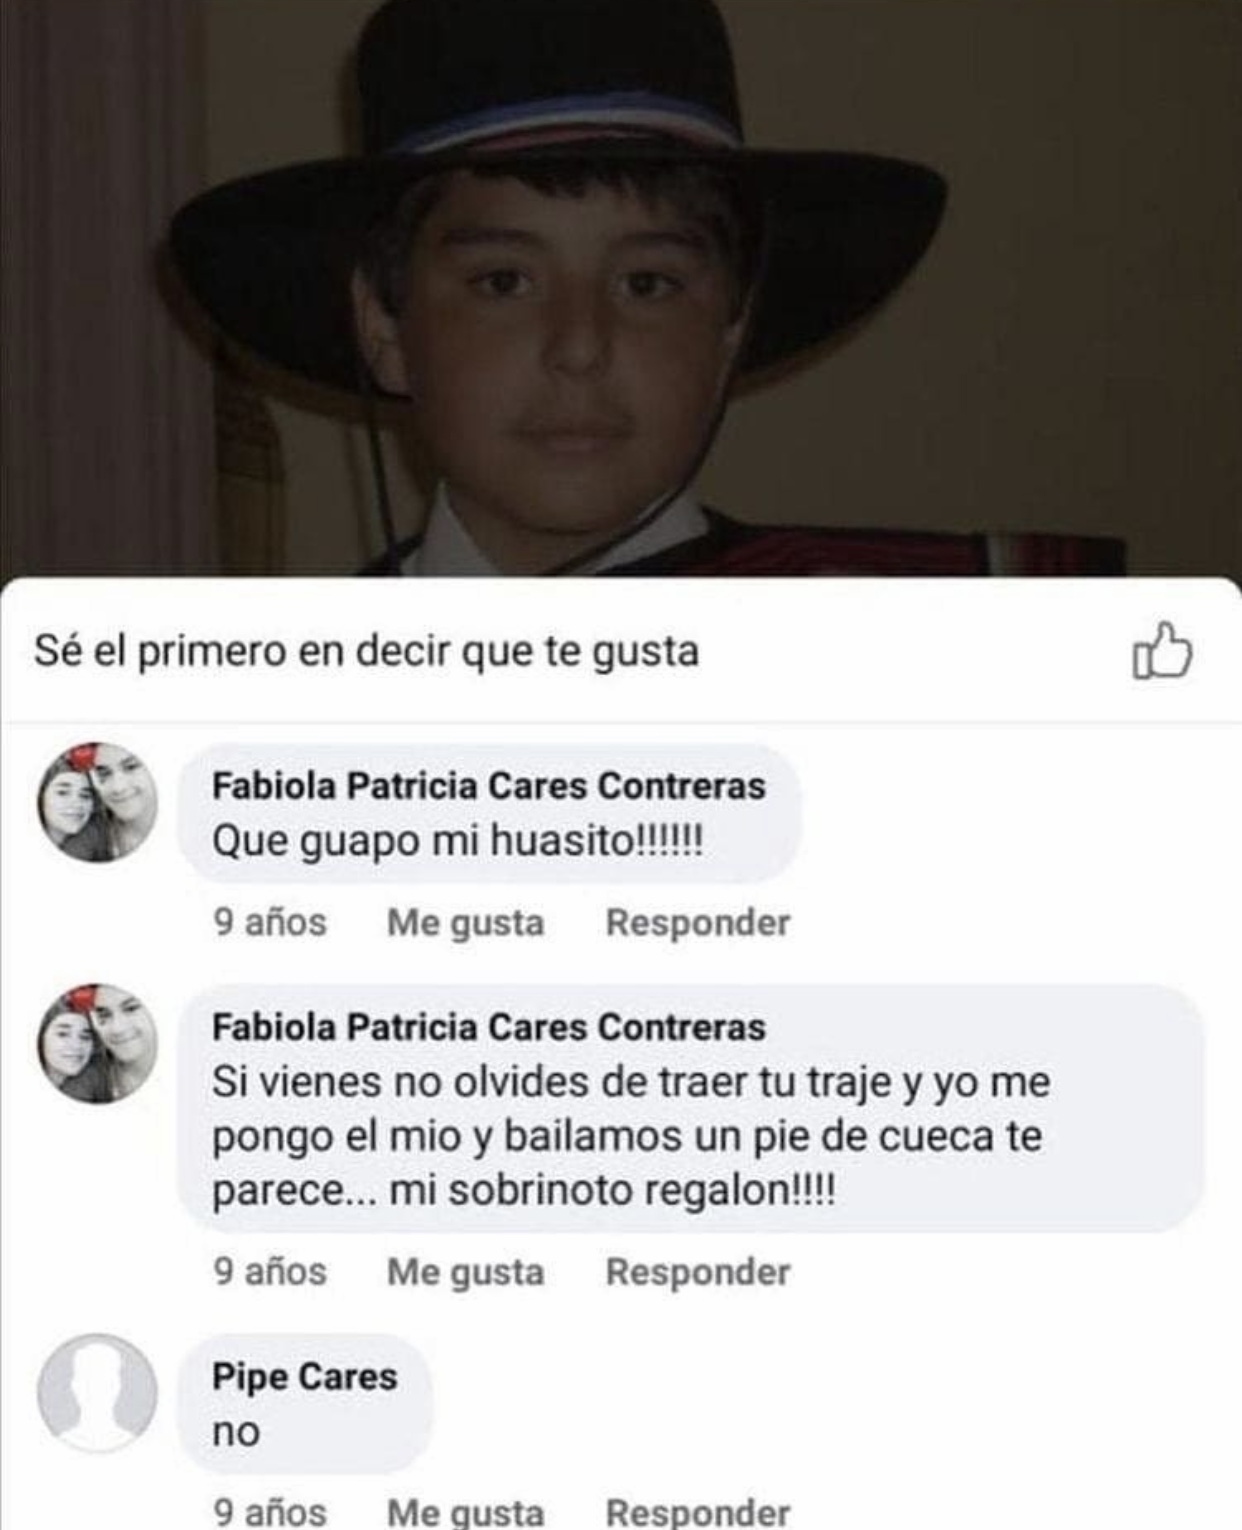 Sé el primero en decir que te gusta
Fabiola Patricia Cares Contreras
Que guapo mi huasito!!!!!!
9 años Me gusta Responder
Fabiola Patricia Cares Contreras
Si vienes no olvides de traer tu traje y yo me
pongo el mio y bailamos un pie de cueca te
parece... mi sobrinoto regalon!!!!
9 años Me gusta Responder
Pipe Cares
no
9 años Me gusta Responder